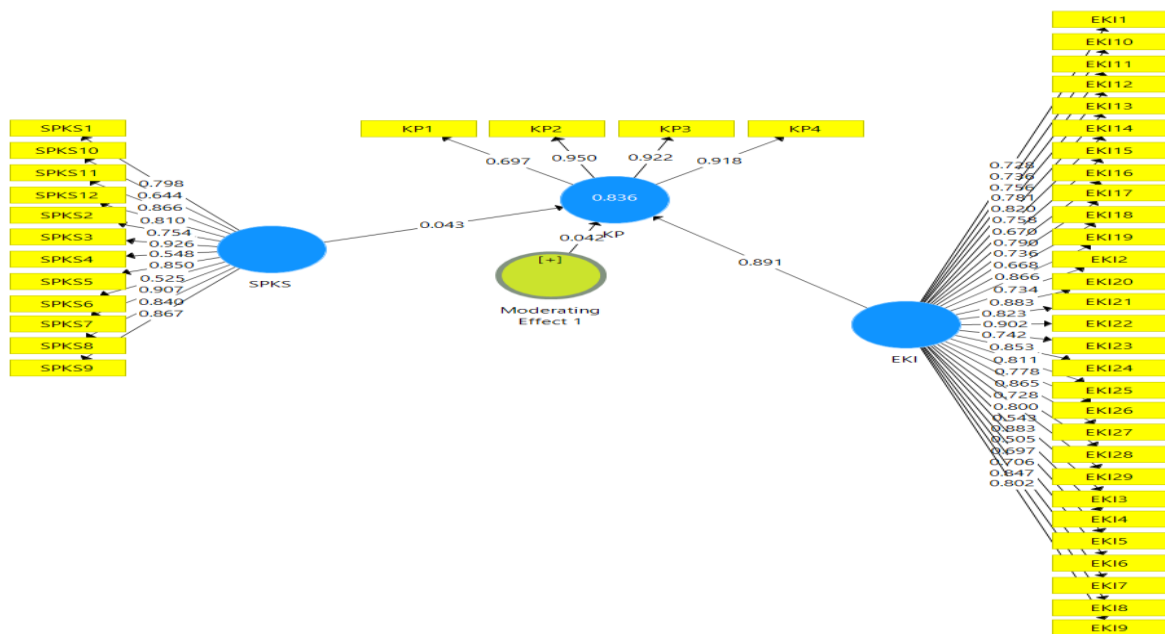 SPKS1
SPKS10
SPKS11
SPKS12
SPKS2
SPKS3
SPKS4
SPKS5
SPKS6
SPKS7
SPKS8
SPKS9
0.798
0.644
0.866
0.810
0.754
0.926
0.548
0.850
0.525
0.907
0.840
0.867
SPKS
0.043
KP1
KP2
KP3
KP4
0.697
0.950
0.922
0.918
0.836
KP
0.042
[+]
Moderating
Effect 1
0.891
EKI
0.728
0.736
0.756
0.781
0.820
0.758
0.670
0.790
0.736
0.668
0.866
0.734
0.883
0.823
0.902
0.742
0.853
0.811
0.778
0.865
0.728
0.800
0.543
0.883
0.505
0.697
0.706
0.847
0.802
EKI1
EKI10
EKI11
EKI12
EKI13
EKI14
EKI15
EKI16
EKI17
EKI18
EKI19
EKI2
EKI20
EKI21
EKI22
EKI23
EKI24
EKI25
EKI26
EKI27
EKI28
EKI29
EKI3
EKI4
EKI5
EKI6
EKI7
EKI8
EKI9